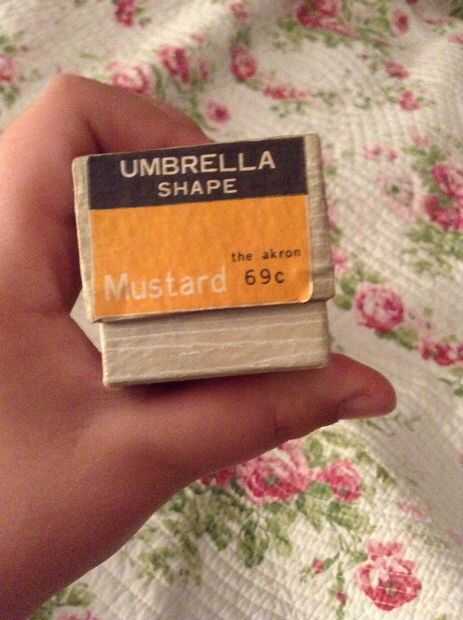 UMBRELLA
SHAPE
the akron
Mustard 69c